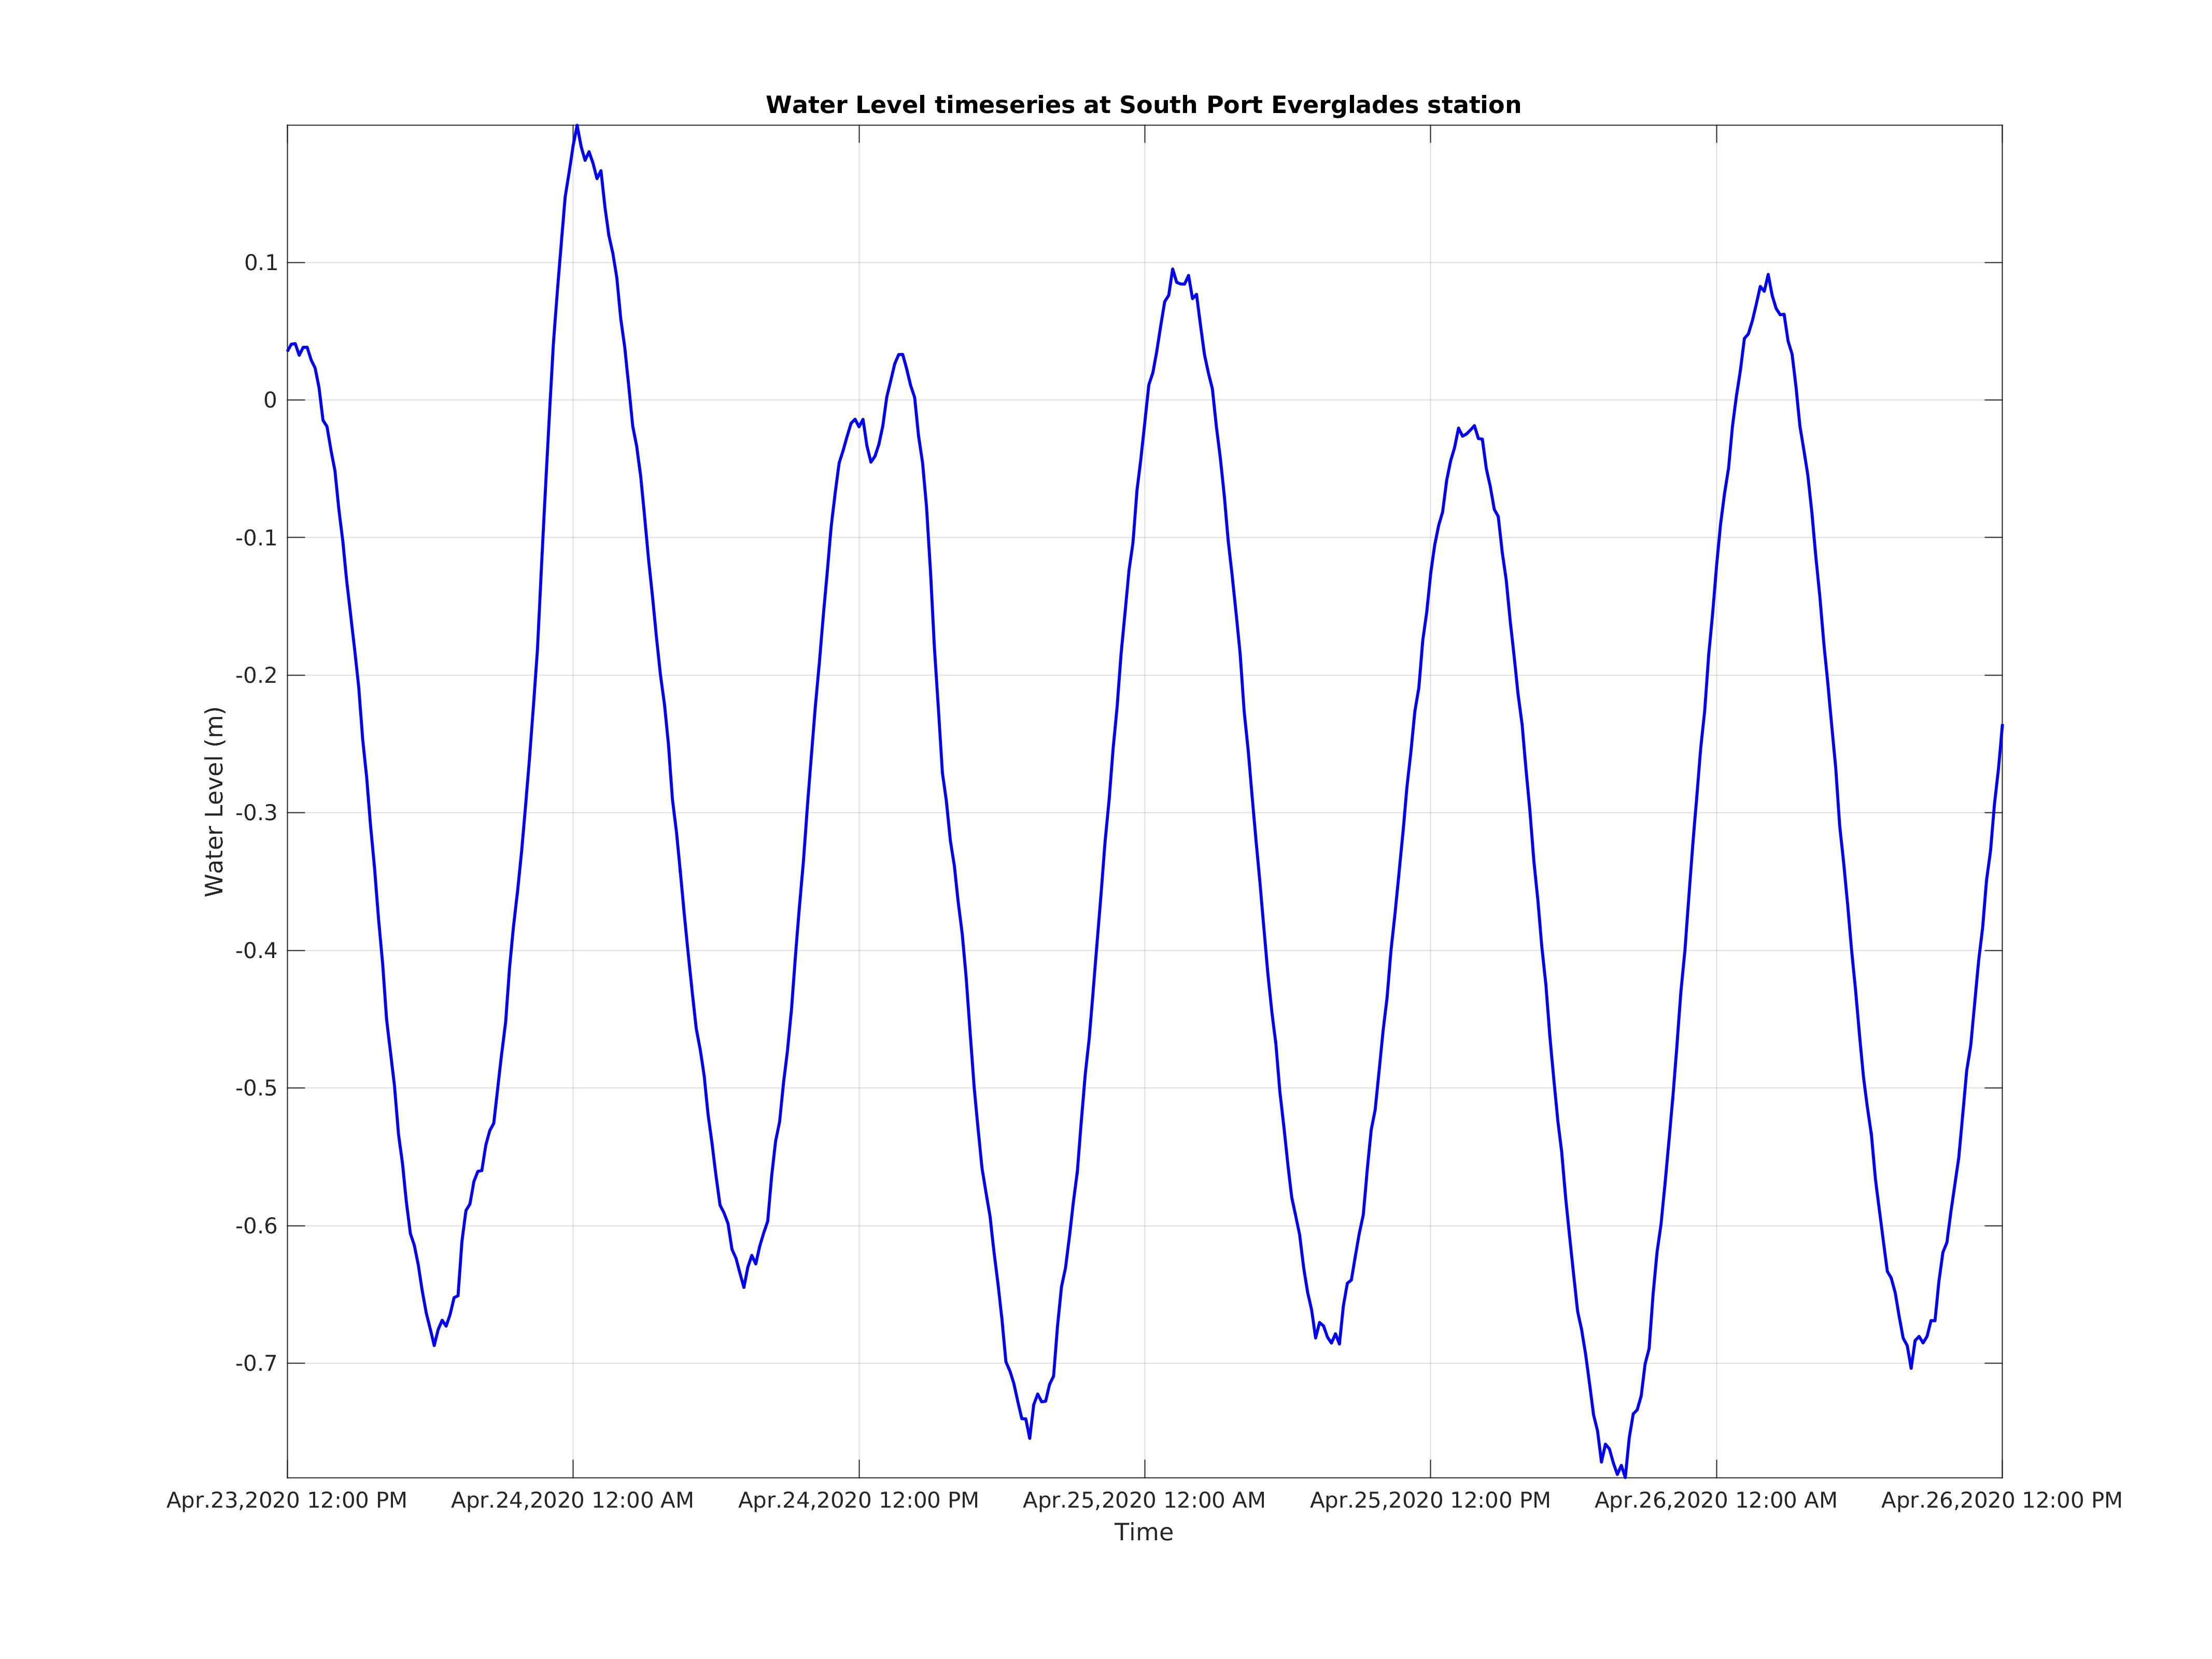 Water Level timeseries at South Port Everglades station
0.1
0
-0.1
-0.2
-0.3
-0.4
-0.5
-0.6
-0.7
Water Level (m)
Apr.23,2020 12:00 PM Apr.24,2020 12:00 AM Apr.24,2020 12:00 PM Apr.25,2020 12:00 AM Apr.25,2020 12:00 PM Apr.26,2020 12:00 AM Apr.26,2020 12:00 PM
Time